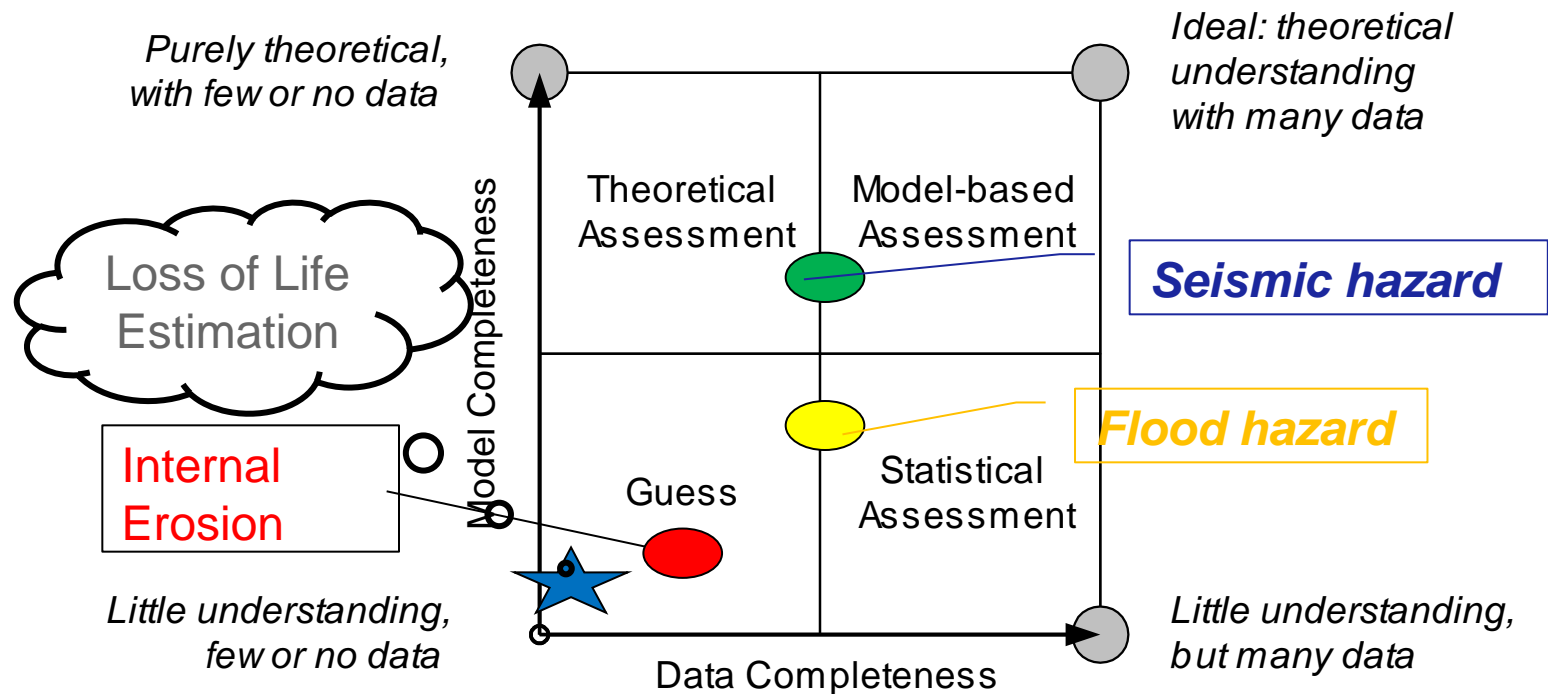 Purely theoretical,
with few or no data
Ideal: theoretical
understanding
with many data
Theoretical
Assessment
Model-based
Assessment
Model Completeness
Loss of Life
Estimation
Seismic hazard
Flood hazard
Internal
Erosion
Guess
Statistical
Assessment
Little understanding,
few or no data
Little understanding,
but many data
Data Completeness